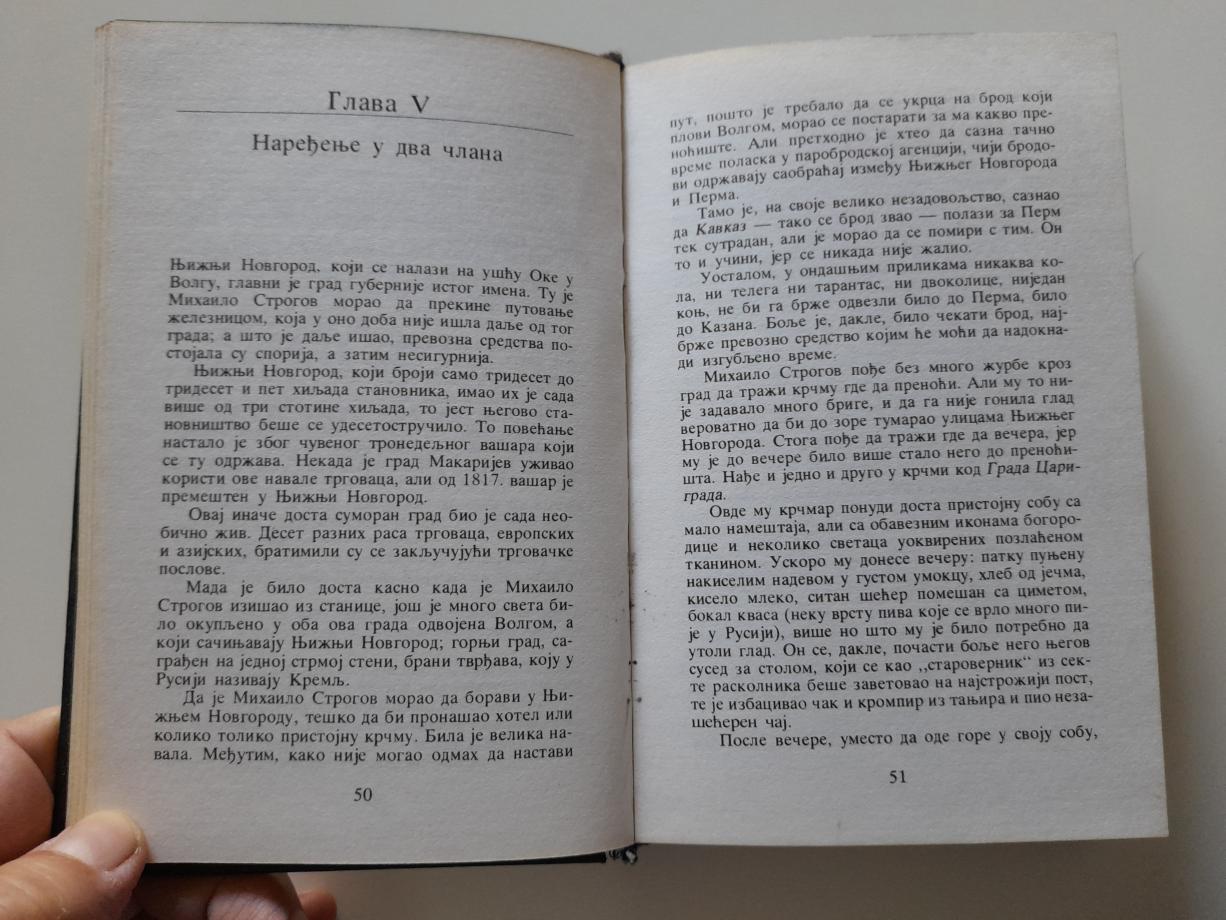 Глава V
Наређење у два члана
Њижњи Новгород, који се налази на ушћу Оке у
Волгу, главни је град губерније истог имена. Ту је
Михаило Строгов морао да прекине путовање
железницом, која у оно доба није ишла даље од тог
града; а што је даље ишао, превозна средства по-
стојала су спорија, а затим несигурнија.
Њижњи Новгород, који броји само тридесет до
тридесет и пет хиљада становника, имао их је сада
више од три стотине хиљада, то јест његово ста-
новништво беше се удесетостручило. То повећање
настало је због чувеног тронедељног вашара који
се ту одржава. Некада је град Макаријев уживао
користи ове навале трговаца, али од 1817. вашар је
премештен у Њижњи Новгород.
Овај иначе доста суморан град био је сада нео-
бично жив. Десет разних раса трговаца, европских
и азијских, братимили су се закључујући трговачке
послове.
Мада је било доста касно када је Михаило
Строгов изишао из станице, још је много света би-
ло окупљено у оба ова града одвојена Волгом, а
који сачињавају Њижњи Новгород; горњи град, са-
грађен на једној стрмој стени, брани тврђава, коју у
Русији називају Кремљ.
Да је Михаило Строгов морао да борави у Њи-
жњем Новгороду, тешко да би пронашао хотел или
колико толико пристојну крчму. Била је велика на-
вала. Међутим, како није могао одмах да настави
50
пут, пошто је требало да се укрца на брод који
плови Волгом, морао се постарати за ма какво пре-
ноћиште. Али претходно је хтео да сазна тачно
време поласка у паробродској агенцији, чији бродо-
ви одржавају саобраћај између Њижњег Новгорода
и Перма.
Тамо је, на своје велико незадовољство, сазнао
да Кавказ — тако се брод звао — полази за Перм
тек сутрадан, али је морао да се помири с тим. Он
то и учини, јер се никада није жалио.
Уосталом, у ондашњим приликама никаква ко-
ла, ни телега ни тарантас, ни двоколице, ниједан
коњ, не би га брже одвезли било до Перма, било
до Казана. Боље је, дакле, било чекати брод, нај-
брже превозно средство којим ће моћи да надокна-
ди изгубљено време.
Михаило Строгов пође без много журбе кроз
град да тражи крчму где да преноћи. Али му то ни-
је задавало много бриге, и да га није гонила глад
вероватно да би до зоре тумарао улицама Њижњег
Новгорода. Стога пође да тражи где да вечера, јер
му је до вечере било више стало него до преноћи-
шта. Нађе и једно и друго у крчми код Града Цари-
града.
Овде му крчмар понуди доста пристојну собу са
мало намештаја, али са обавезним иконама богоро-
дице и неколико светаца уоквирених позлаћеном
тканином. Ускоро му донесе вечеру: патку пуњену
накиселим надевом у густом умокцу, хлеб од јечма,
кисело млеко, ситан шећер помешан са циметом,
бокал кваса (неку врсту пива које се врло много пи-
је у Русији), више но што му је било потребно да
утоли глад. Он се, дакле, почасти боље него његов
сусед за столом, који се као ,,староверник“ из сек-
те расколника беше заветовао на најстрожији пост,
те је избацивао чак и кромпир из тањира и пио неза-
шећерен чај.
После вечере, уместо да оде горе у своју собу,
51